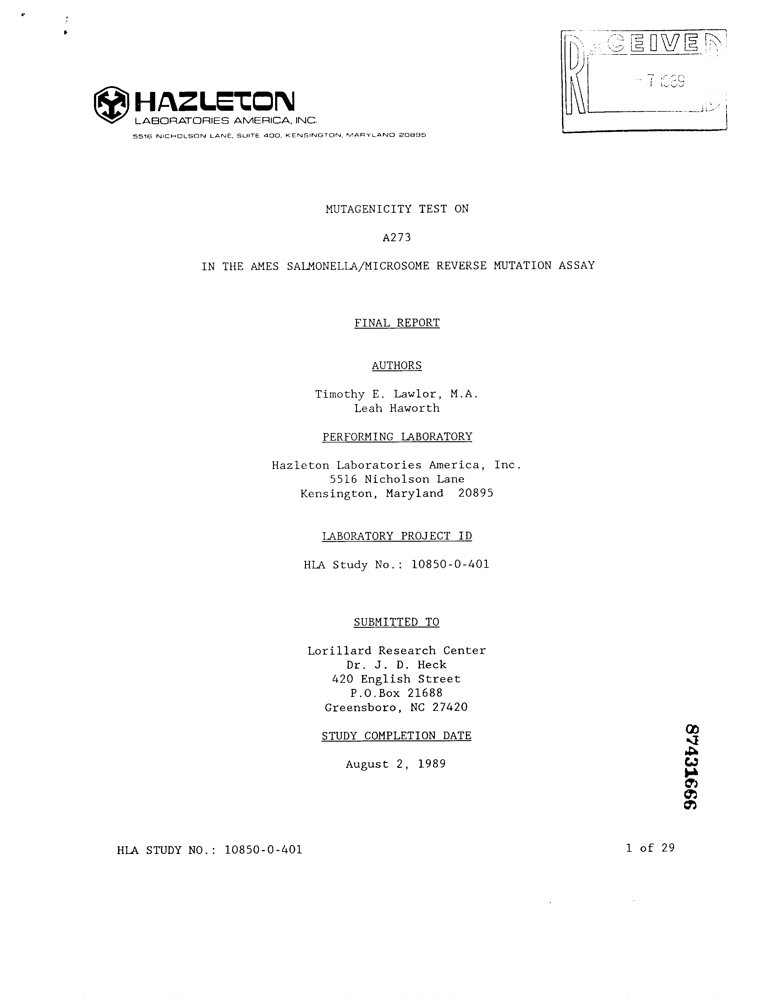 HAZLETON
LABORATORIES AMERICA, INC.
5516 NICHOLSON LANE, SUITE 400, KENSINGTON, MARYLAND 20895
7 1989
MUTAGENICITY TEST ON
A273
IN THE AMES SALMONELLA/MICROSOME REVERSE MUTATION ASSAY
FINAL REPORT
AUTHORS
Timothy E. Lawlor, M.A.
Leah Haworth
PERFORMING LABORATORY
Hazleton Laboratories America, Inc.
5516 Nicholson Lane
Kensington, Maryland 20895
LABORATORY PROJECT ID
HLA Study No.: 10850-0-401
SUBMITTED TO
Lorillard Research Center
Dr. J. D. Heck
420 English Street
P.O.Box 21688
Greensboro, NC 27420
STUDY COMPLETION DATE
August 2, 1989
87431666
HLA STUDY NO.: 10850-0-401
1 of 29